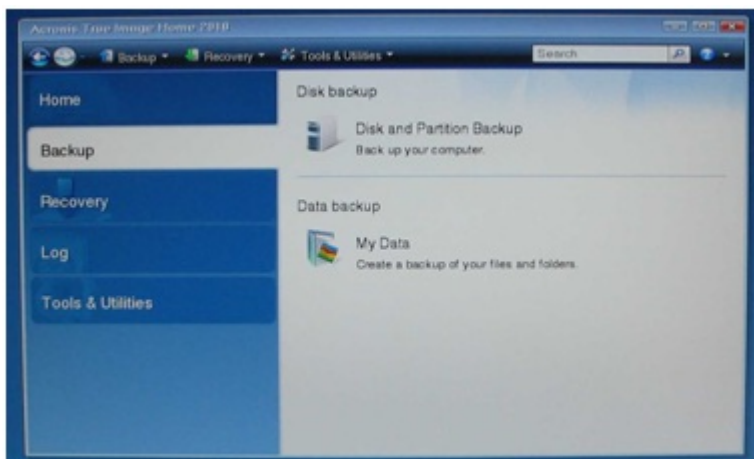 Acronis True Image Home 2010
Backup Recovery Tools & Utilities Search
Home
Backup
Recovery
Log
Tools & Utilities
Disk backup
Disk and Partition Backup
Back up your computer.
Data backup
My Data
Create a backup of your files and folders.